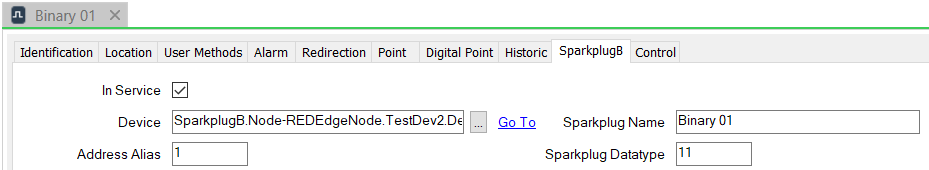 Binary 01
Identification Location User Methods Alarm Redirection Point Digital Point Historic SparkplugB Control
In Service
Device SparkplugB.Node-REDEdgeNode.TestDev2.De ... Go To Sparkplug Name Binary 01
Address Alias 1 Sparkplug Datatype 11